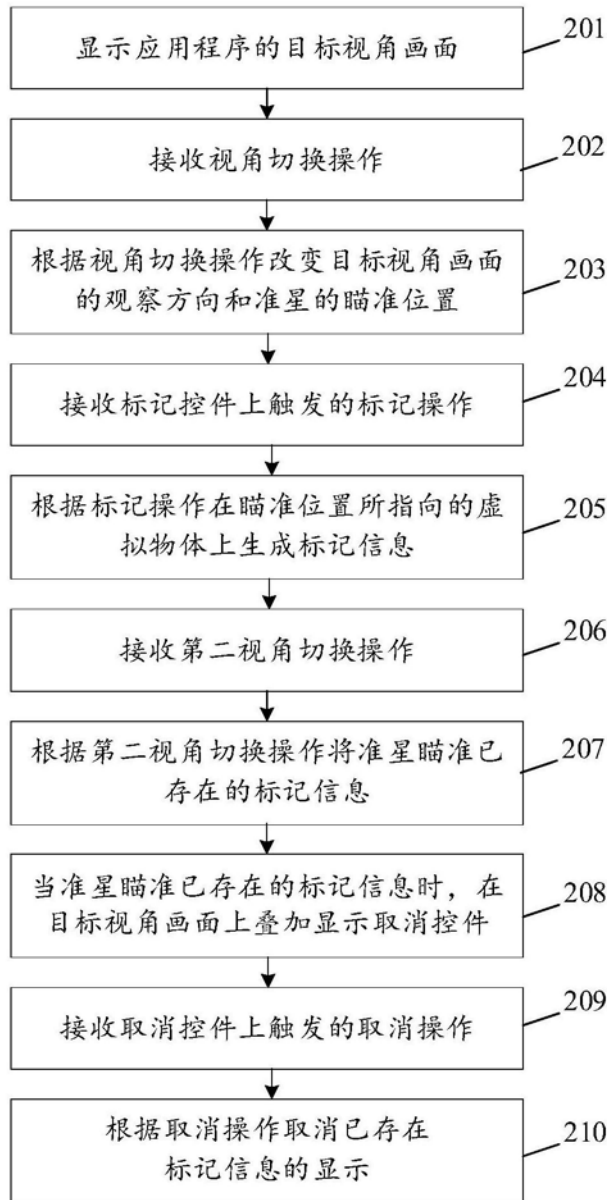 显示应用程序的目标视角画面
201
接收视角切换操作
202
根据视角切换操作改变目标视角画面
的观察方向和准星的瞄准位置
203
接收标记控件上触发的标记操作
204
根据标记操作在瞄准位置所指向的虚
拟物体上生成标记信息
205
接收第二视角切换操作
206
根据第二视角切换操作将准星瞄准已
存在的标记信息
207
当准星瞄准已存在的标记信息时，在
目标视角画面上叠加显示取消控件
208
接收取消控件上触发的取消操作
209
根据取消操作取消已存在
标记信息的显示
210